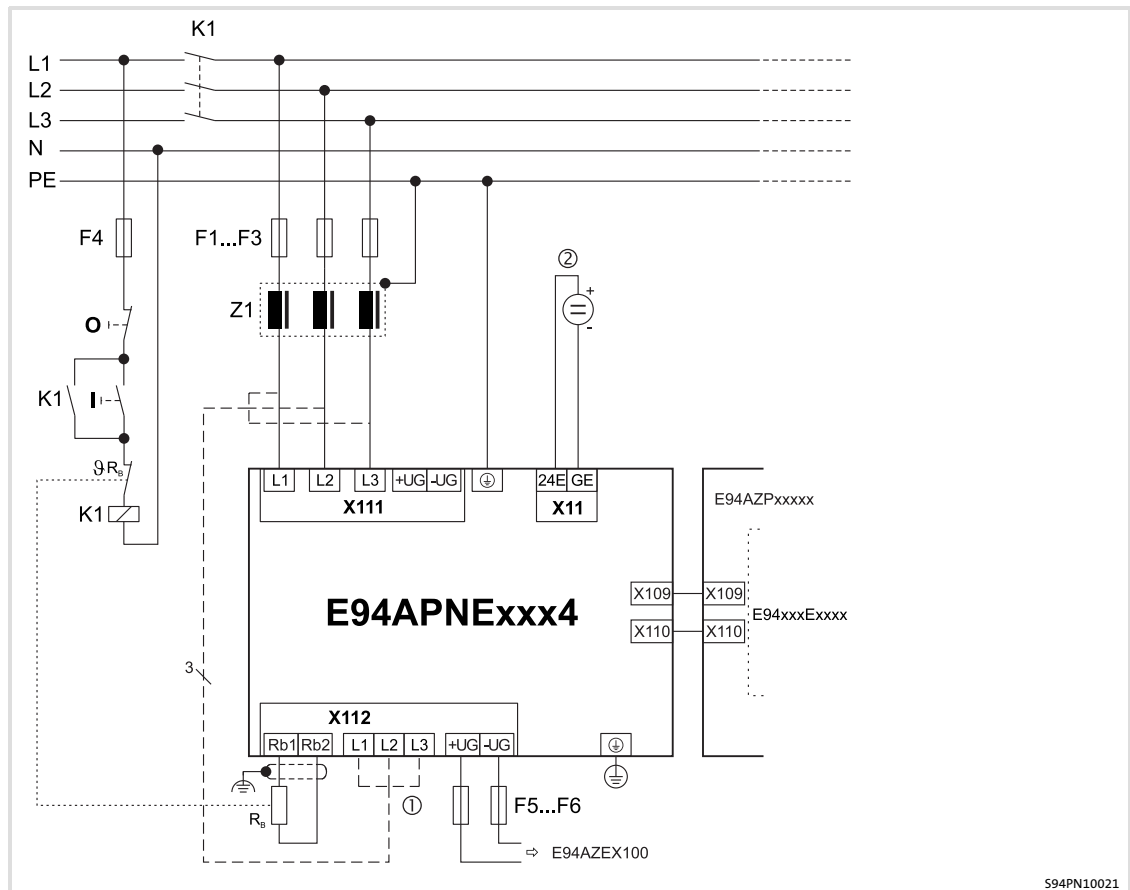 K1
L1
L2
L3
N
PE
F4
F1...F3
②
+
-
Z1
O
K1
I
ϑRB
K1
L1 L2 L3 +UG -UG
X111
24E GE
X11
E94AZPxxxxx
E94APNExxx4
X109 X109
E94xxxExxxx
X110 X110
3
X112
Rb1 Rb2 L1 L2 L3 +UG -UG
①
F5...F6
RB
⇨ E94AZEX100
S94PN10021